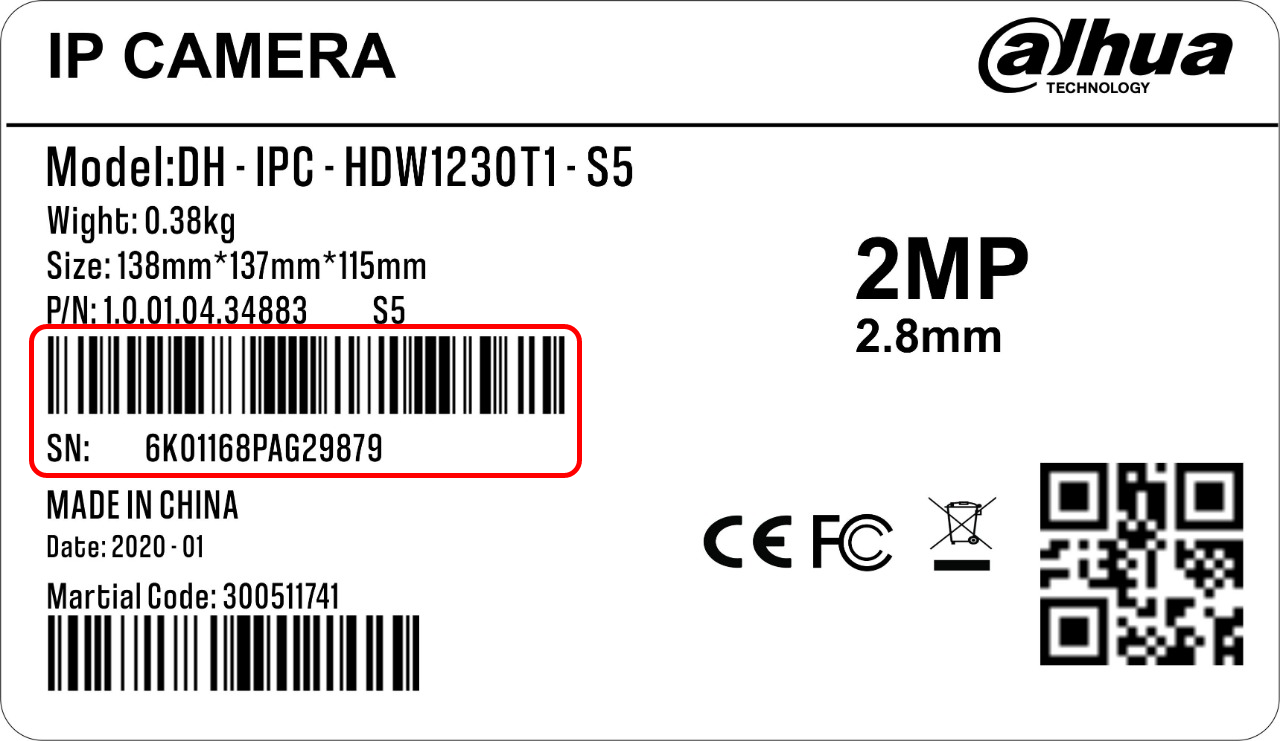 IP CAMERA
alhua
TECHNOLOGY
Model:DH - IPC - HDW1230T1 - S5
Wight: 0.38kg
Size: 138mm*137mm*115mm
P/N: 1.0.01.04.34883 S5
SN: 6K01168PAG29879
MADE IN CHINA
Date: 2020 - 01
Martial Code: 300511741
2MP
2.8mm
CE FC